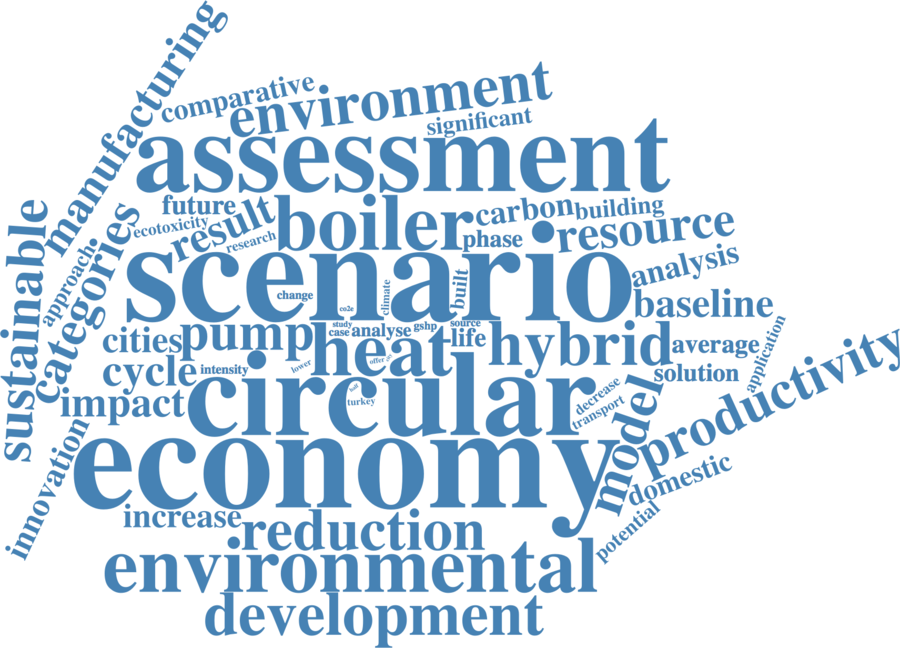 manufacturing
comparative
environment
significant
assessment
future
ecotoxicity
result
research
boiler
carbon
building
phase
resource
sustainable
categories
approach
scenario
analysis
change
co2e
climate
built
baseline
cities
pump
study
case
analyse
gshp
source
life
heat
hybrid
average
application
cycle
intensity
lower
offer
solution
productivity
impact
circular
turkey
decrease
transport
model
innovation
economy
domestic
potential
increase
reduction
environmental
development